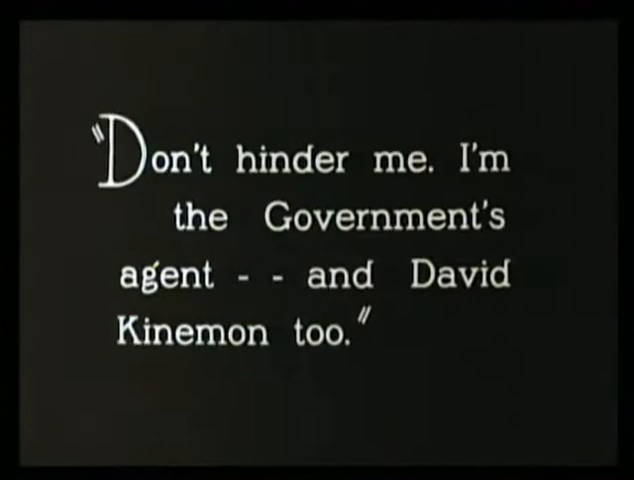 "Don't hinder me. I'm
the Government's
agent - - and David
Kinemon too."